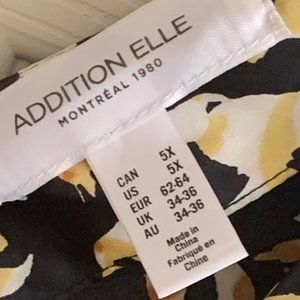 ADDITION ELLE
MONTRÉAL 1980
CAN 5X
US 5X
EUR 62-64
UK 34-36
AU 34-36
Made in
China
Fabriqué en
Chine